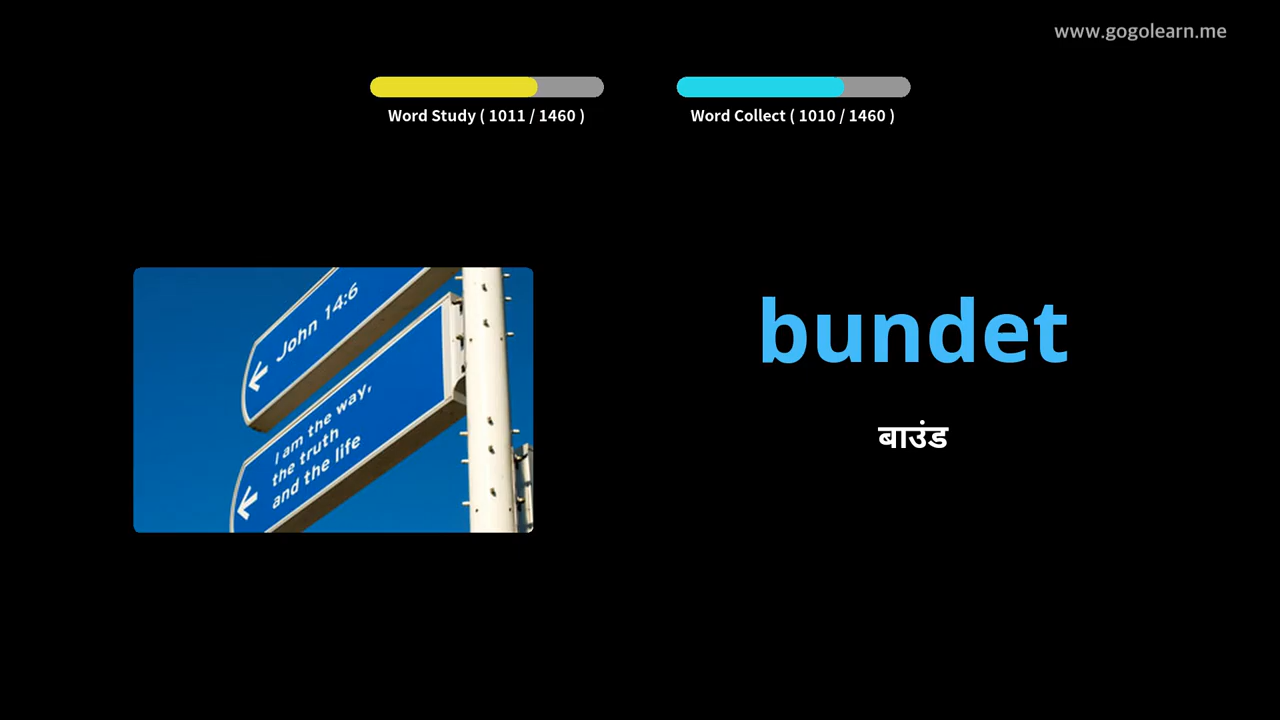 www.gogolearn.me
Word Study ( 1011 / 1460 )
Word Collect ( 1010 / 1460 )
John 14:6
I am the way,
the truth
and the life
bundet
बाउंड